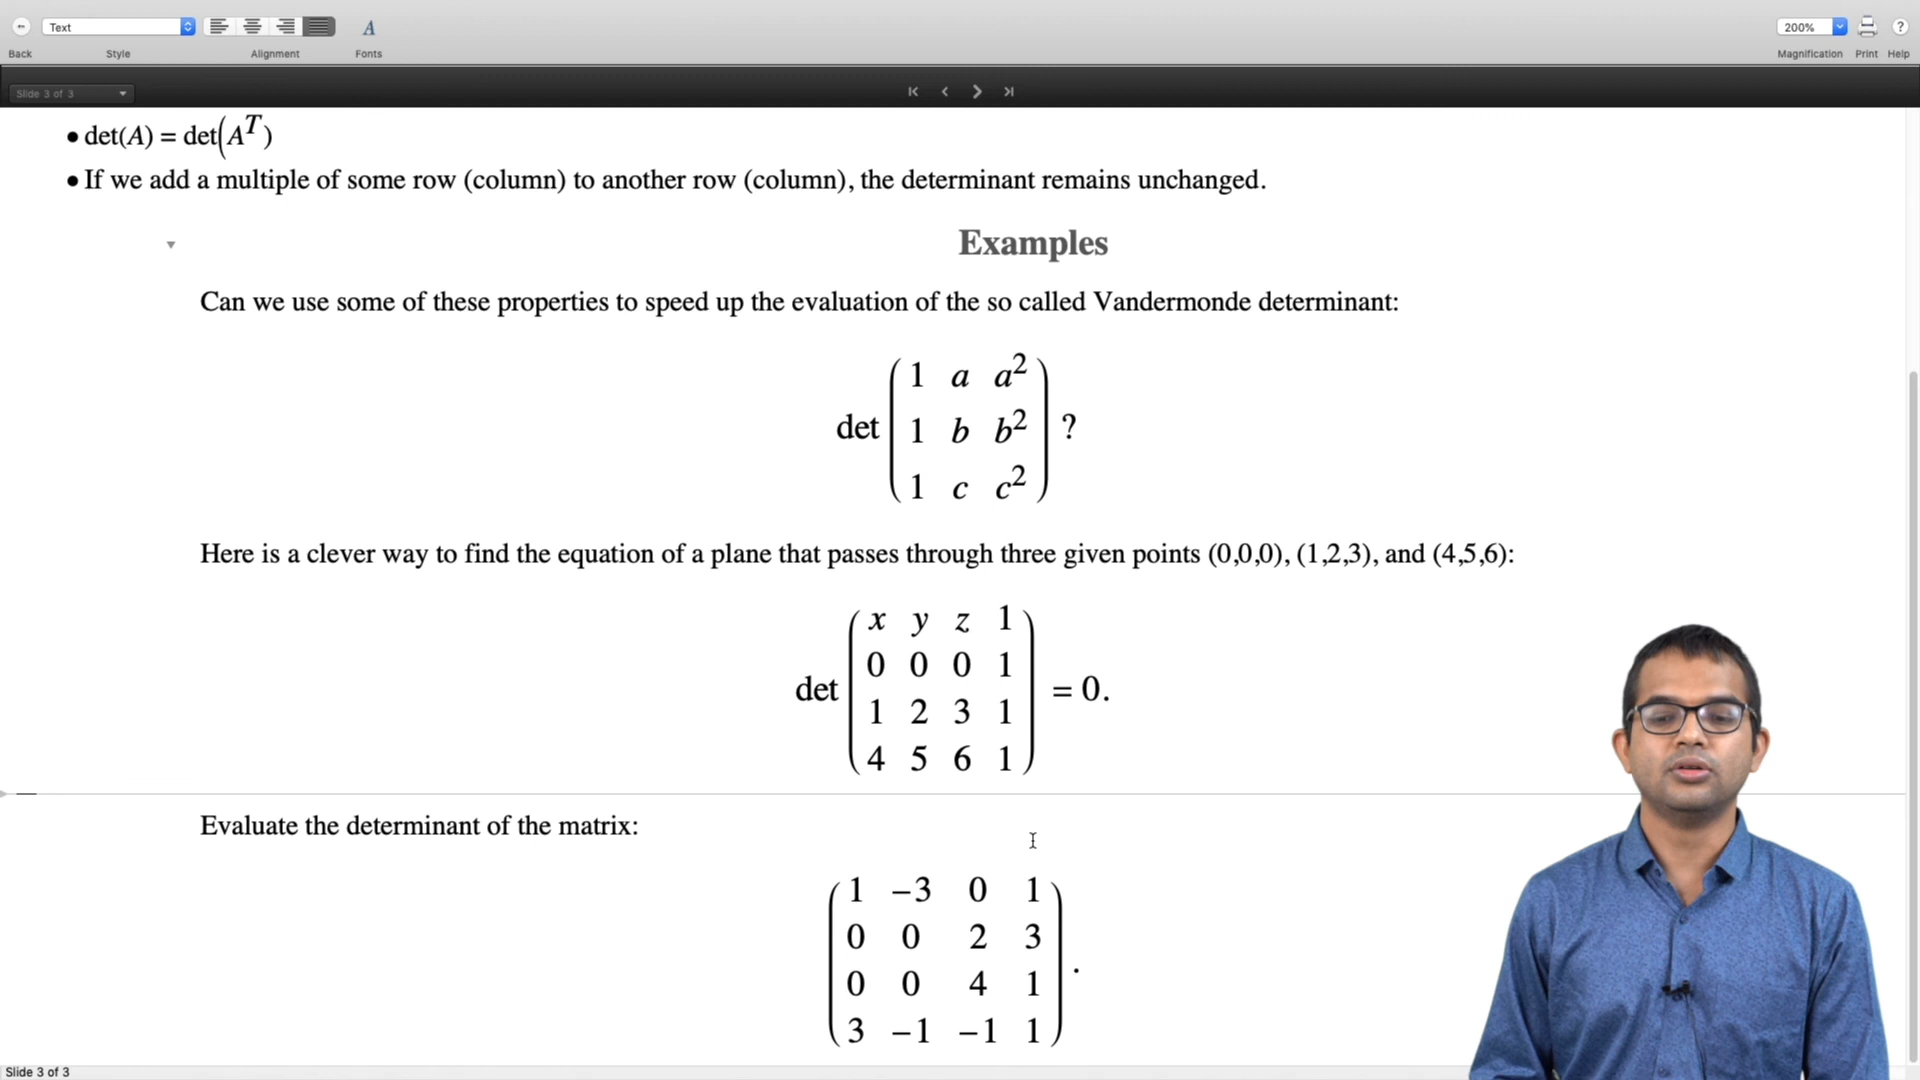 Text
200%
Back
Style
Alignment
Fonts
Magnification
Print
Help
Slide 3 of 3
• det(A) = det(A^T)
• If we add a multiple of some row (column) to another row (column), the determinant remains unchanged.
Examples
Can we use some of these properties to speed up the evaluation of the so called Vandermonde determinant:
1 a a²
det 1 b b² ?
1 c c²
Here is a clever way to find the equation of a plane that passes through three given points (0,0,0), (1,2,3), and (4,5,6):
x y z 1
0 0 0 1
det = 0.
1 2 3 1
4 5 6 1
Evaluate the determinant of the matrix:
1 −3 0 1
0 0 2 3
0 0 4 1 .
3 −1 −1 1
Slide 3 of 3